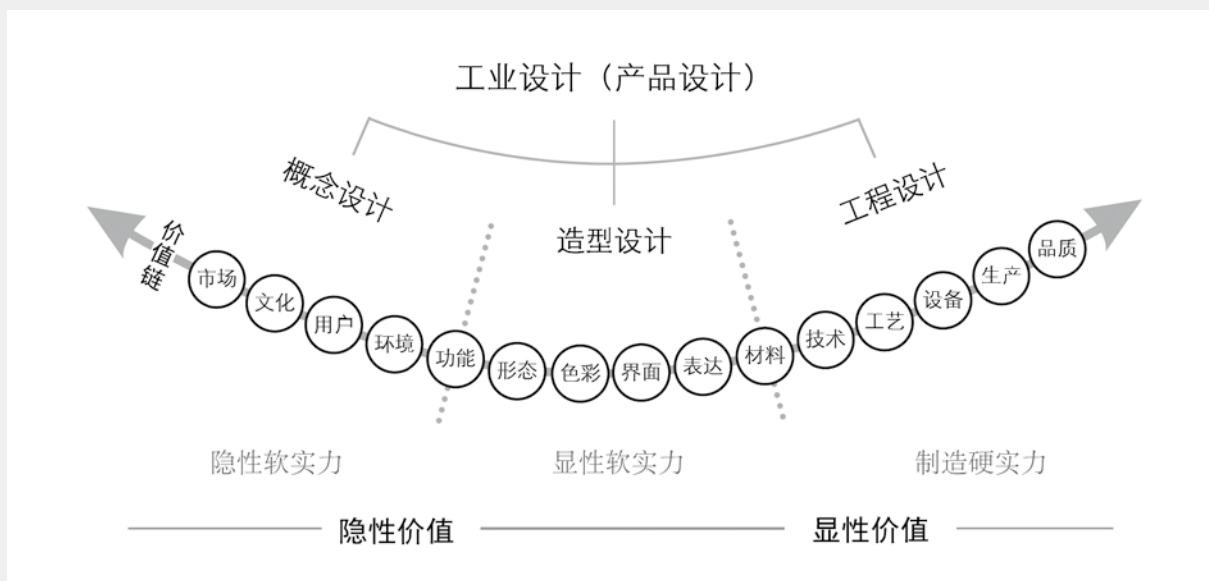 工业设计（产品设计）
概念设计
造型设计
工程设计
价值链
市场
文化
用户
环境
功能
形态
色彩
界面
表达
材料
技术
工艺
设备
生产
品质
隐性软实力
显性软实力
制造硬实力
隐性价值
显性价值